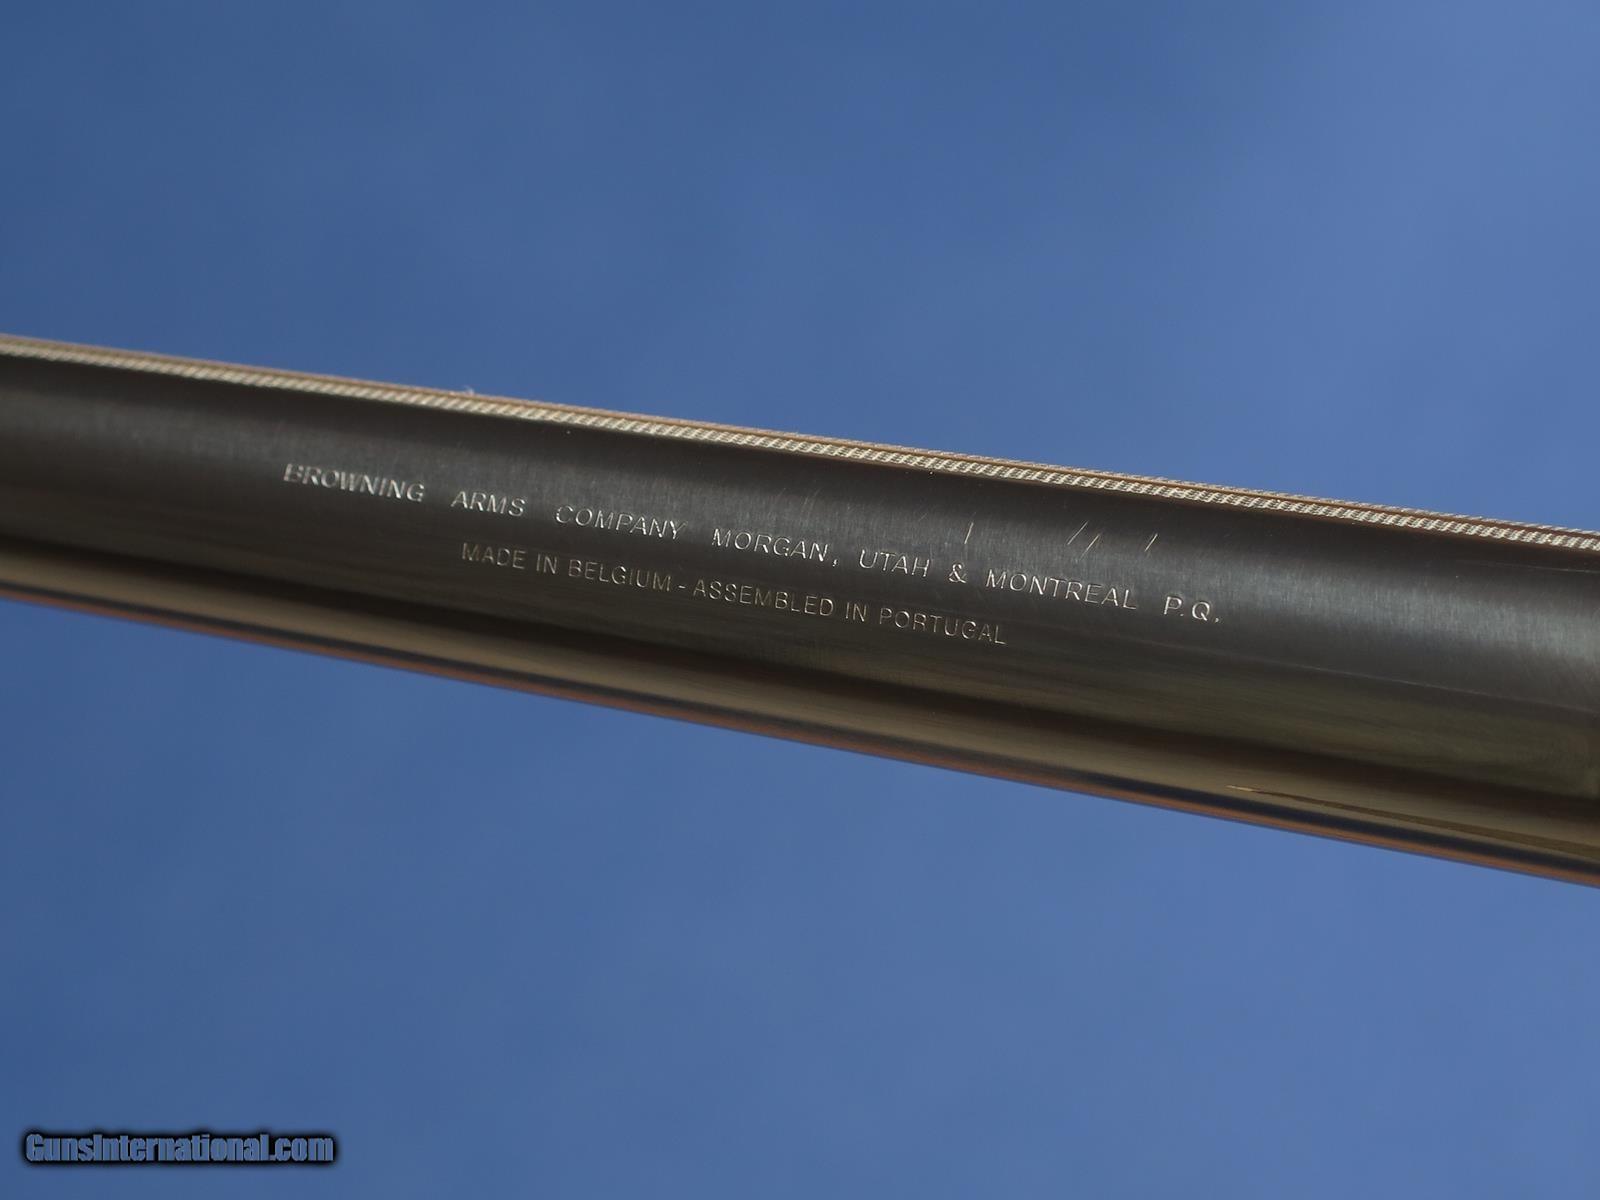 BROWNING ARMS COMPANY MORGAN, UTAH & MONTREAL P.Q.
MADE IN BELGIUM - ASSEMBLED IN PORTUGAL
GunsInternational.com